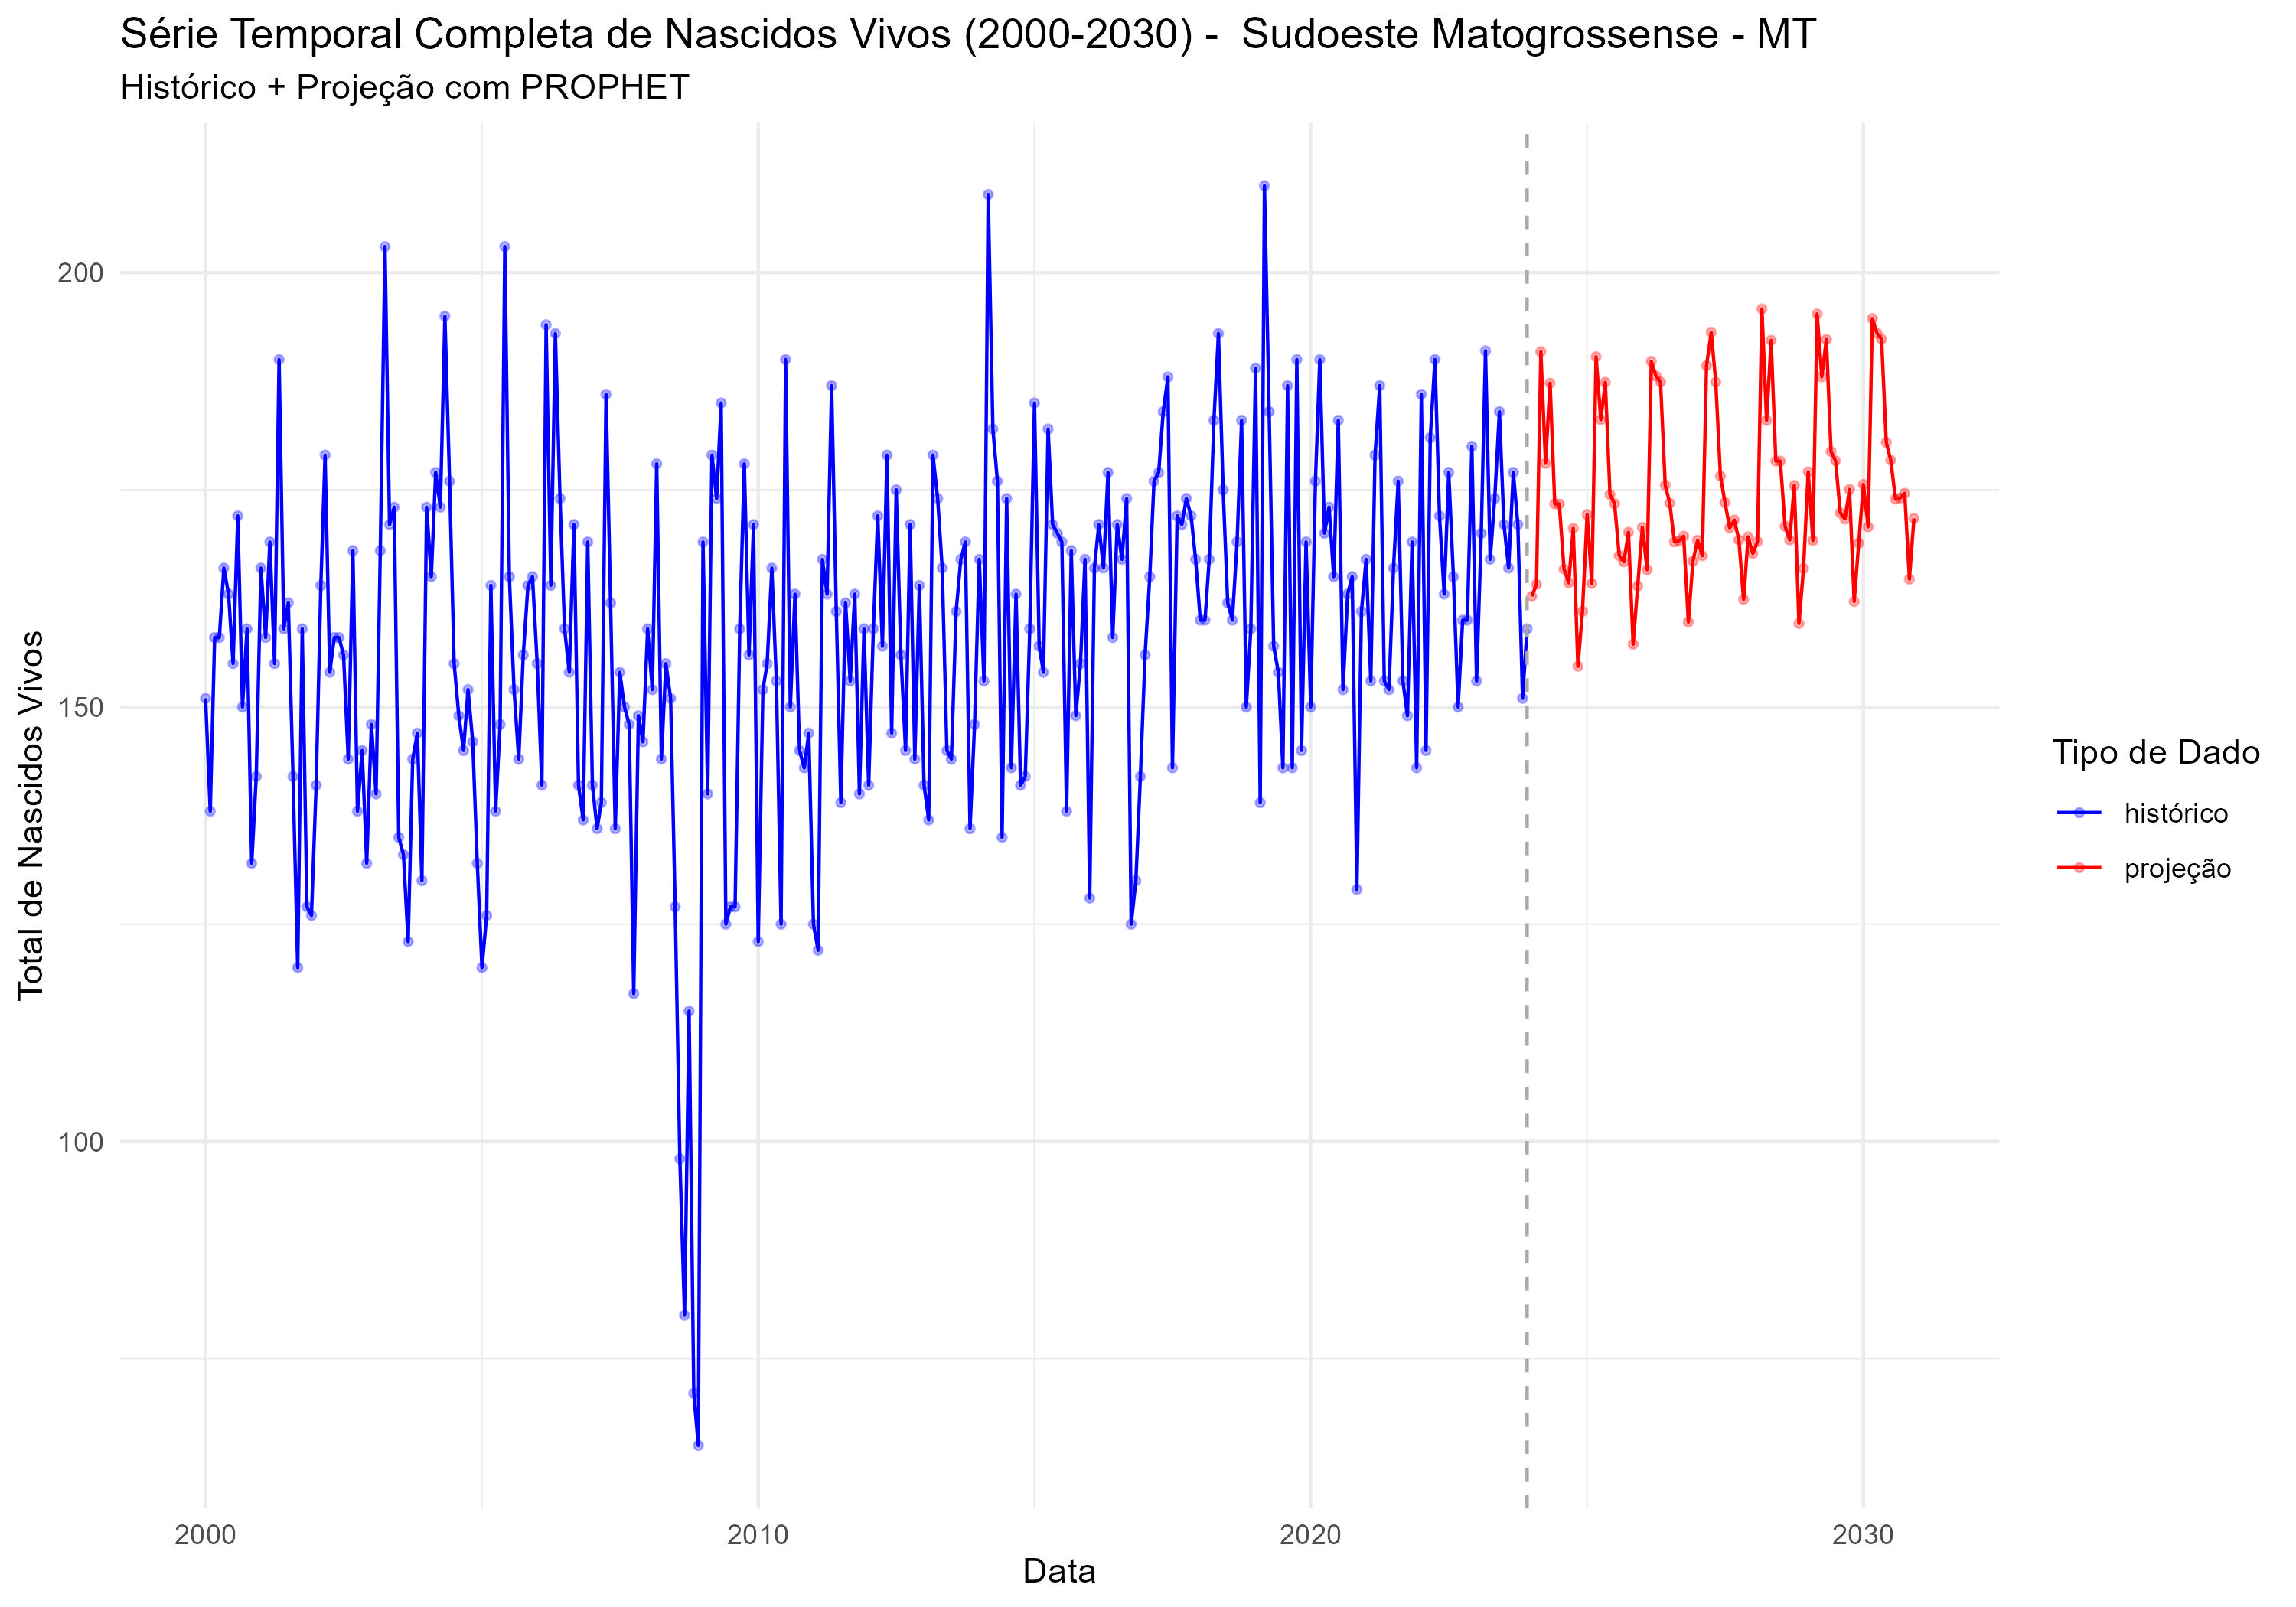 Série Temporal Completa de Nascidos Vivos (2000-2030) -  Sudoeste Matogrossense - MT
Histórico + Projeção com PROPHET
Total de Nascidos Vivos
200
150
100
2000
2010
2020
2030
Data
Tipo de Dado
histórico
projeção